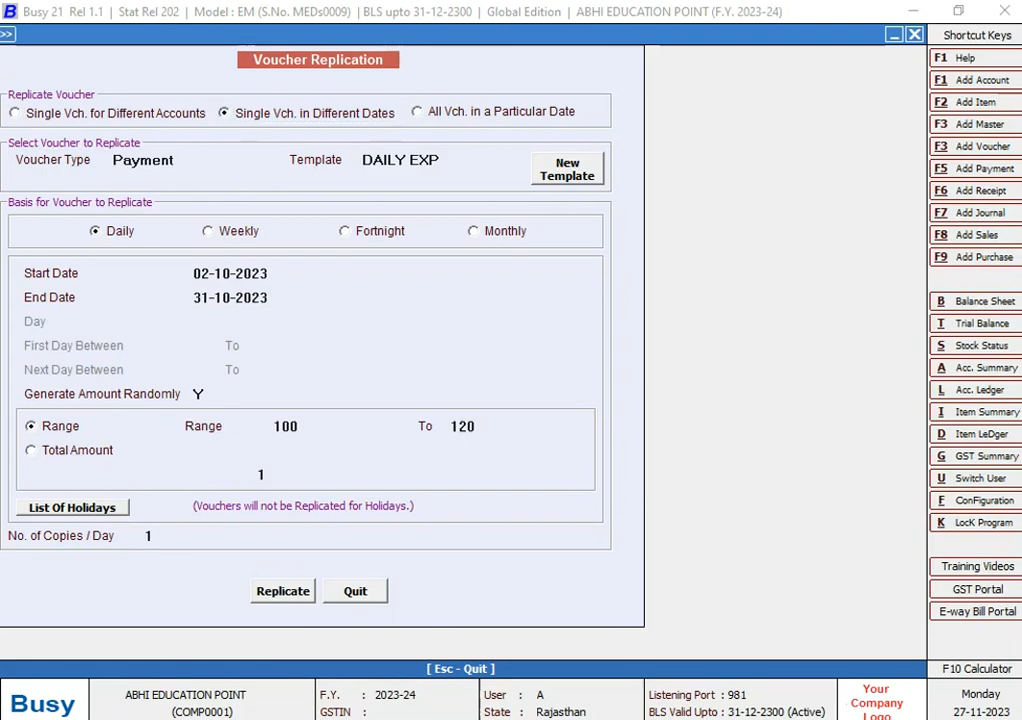 B Busy 21 Rel 1.1 | Stat Rel 202 | Model : EM (S.No. MEDs0009) | BLS upto 31-12-2300 | Global Edition | ABHI EDUCATION POINT (F.Y. 2023-24)
>>
Voucher Replication
Replicate Voucher
Single Vch. for Different Accounts Single Vch. in Different Dates All Vch. in a Particular Date
Select Voucher to Replicate
Voucher Type Payment Template DAILY EXP
New
Template
Basis for Voucher to Replicate
Daily Weekly Fortnight Monthly
Start Date 02-10-2023
End Date 31-10-2023
Day
First Day Between To
Next Day Between To
Generate Amount Randomly Y
Range Range 100 To 120
Total Amount
1
List Of Holidays (Vouchers will not be Replicated for Holidays.)
No. of Copies / Day 1
Replicate Quit
[ Esc - Quit ]
Shortcut Keys
F1 Help
F1 Add Account
F2 Add Item
F3 Add Master
F3 Add Voucher
F5 Add Payment
F6 Add Receipt
F7 Add Journal
F8 Add Sales
F9 Add Purchase
B Balance Sheet
T Trial Balance
S Stock Status
A Acc. Summary
L Acc. Ledger
I Item Summary
D Item LeDger
G GST Summary
U Switch User
F ConFiguration
K LocK Program
Training Videos
GST Portal
E-way Bill Portal
F10 Calculator
Busy
ABHI EDUCATION POINT
(COMP0001)
F.Y. : 2023-24
GSTIN :
User : A
State : Rajasthan
Listening Port : 981
BLS Valid Upto : 31-12-2300 (Active)
Your
Company
Logo
Monday
27-11-2023